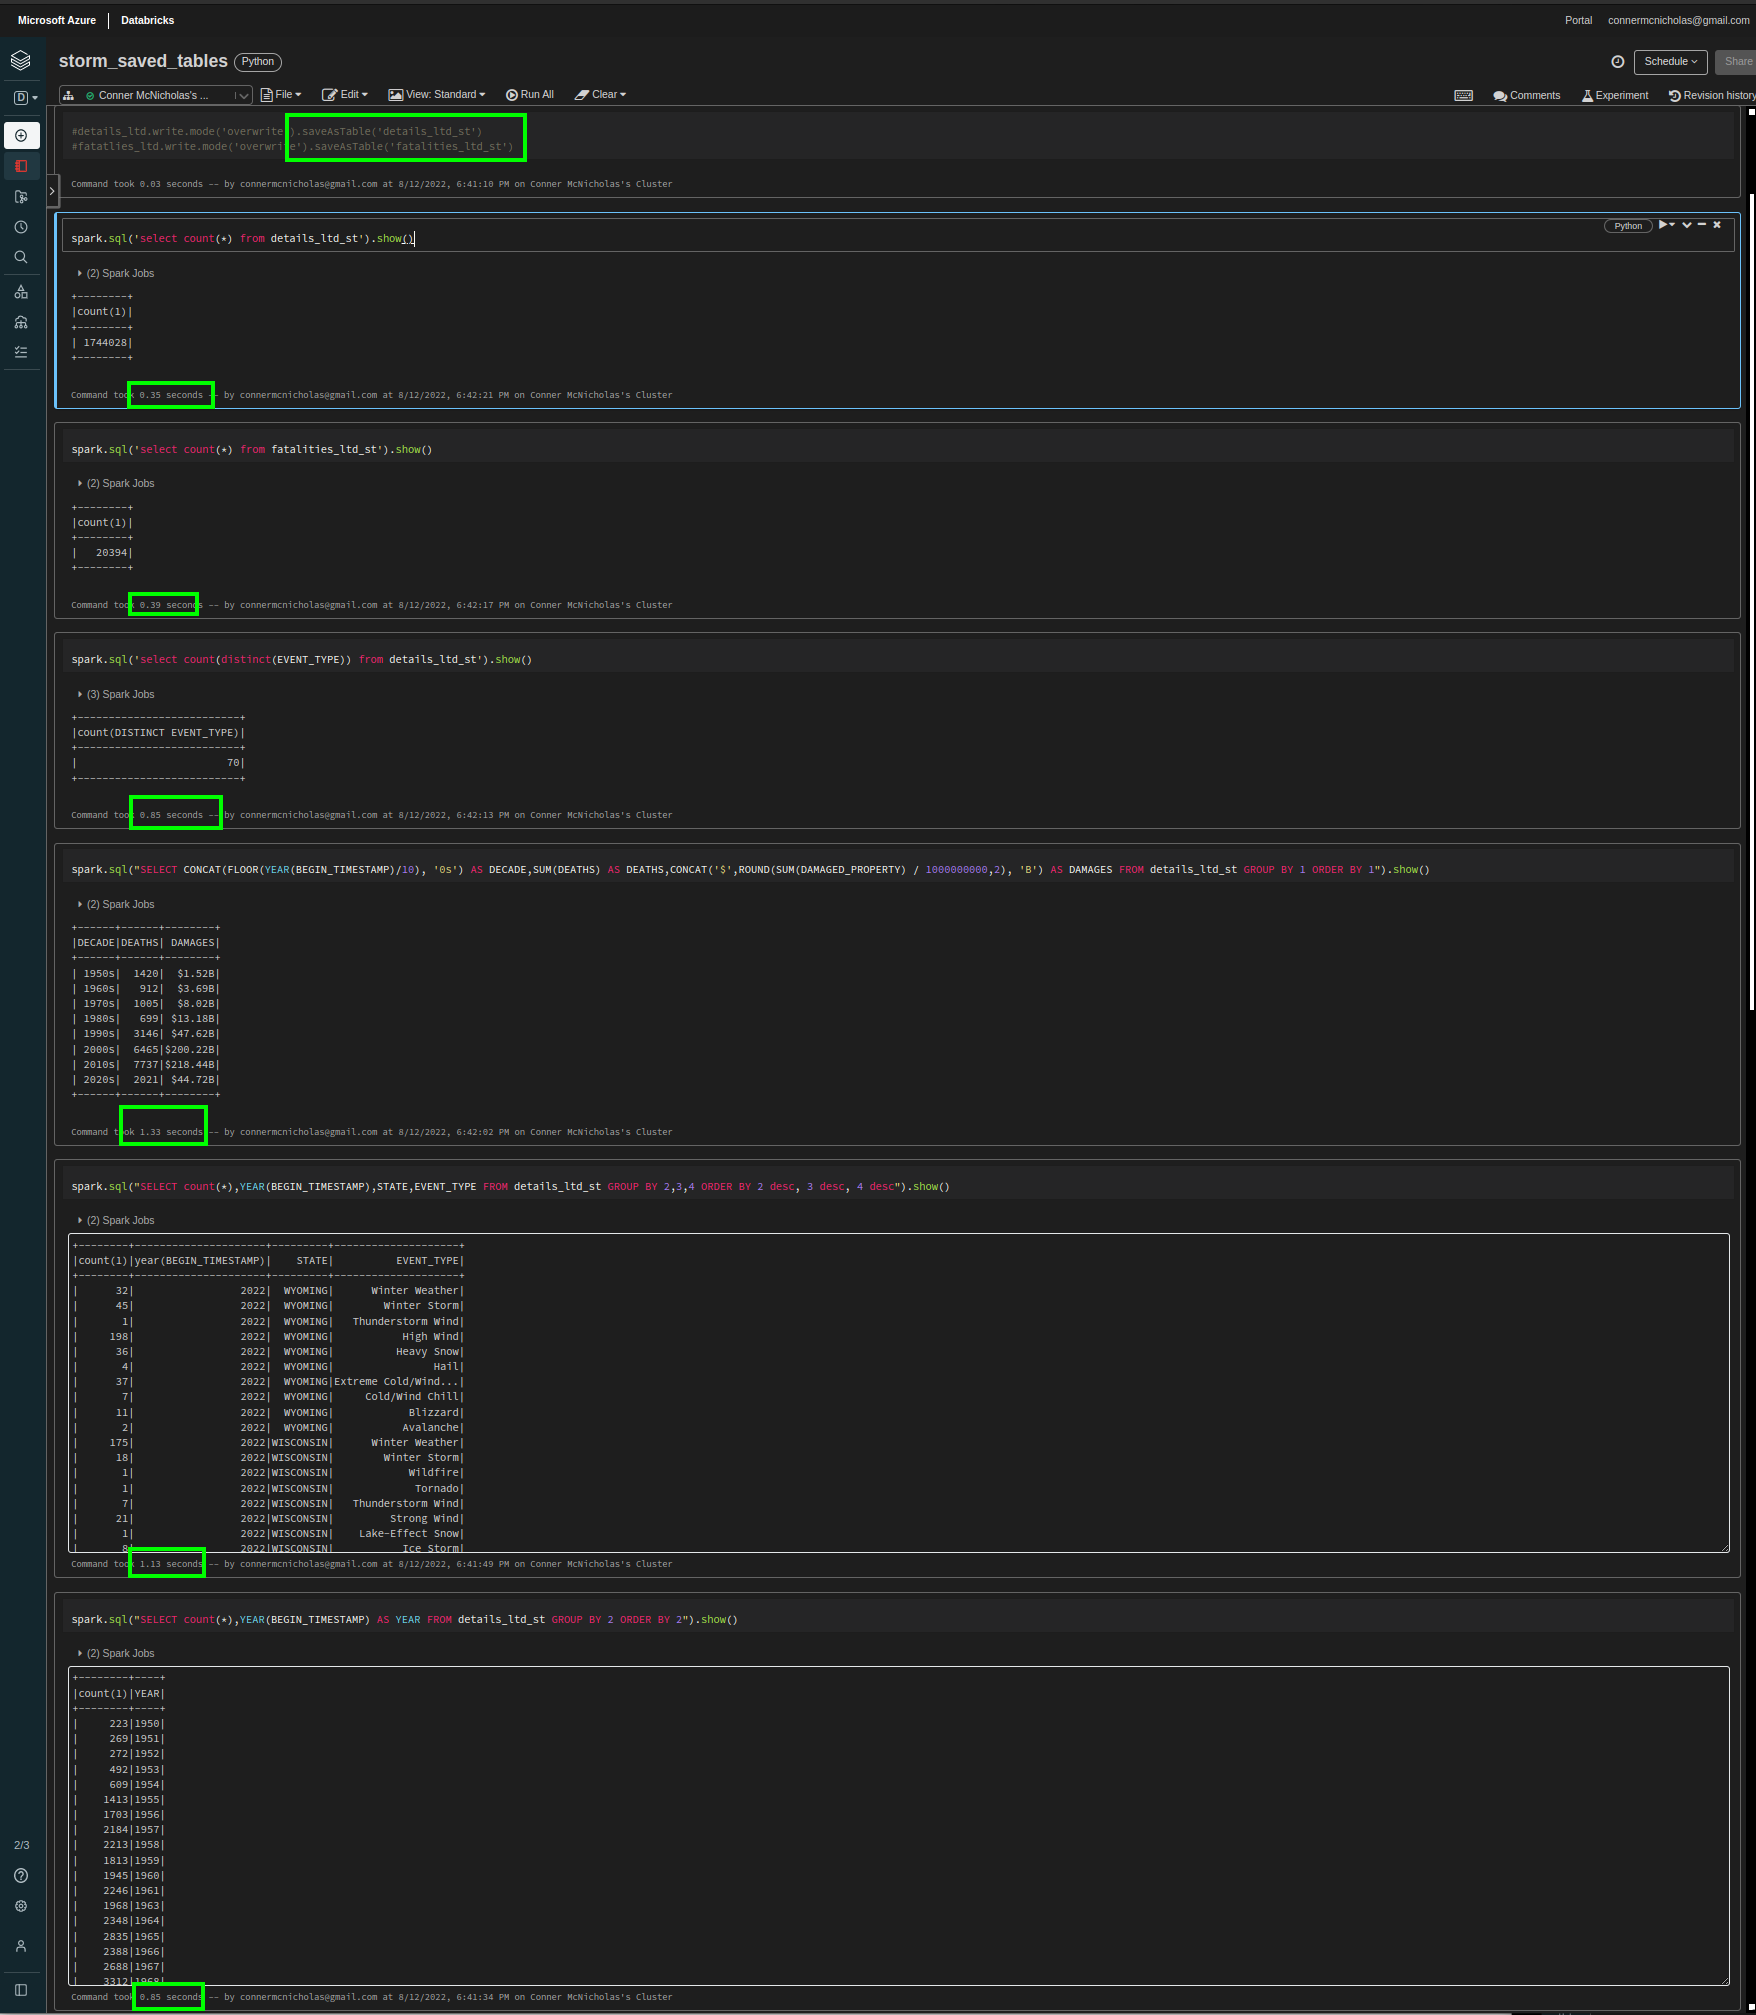 Microsoft Azure | Databricks Portal connermcnicholas@gmail.com
storm_saved_tables Python Schedule Share
D Conner McNicholas's ... File Edit View: Standard Run All Clear Comments Experiment Revision history
#details_ltd.write.mode('overwrite').saveAsTable('details_ltd_st')
#fatatlies_ltd.write.mode('overwrite').saveAsTable('fatalities_ltd_st')
Command took 0.03 seconds -- by connermcnicholas@gmail.com at 8/12/2022, 6:41:10 PM on Conner McNicholas's Cluster
Python
spark.sql('select count(*) from details_ltd_st').show()
(2) Spark Jobs
+--------+
|count(1)|
+--------+
| 1744028|
+--------+
Command took 0.35 seconds -- by connermcnicholas@gmail.com at 8/12/2022, 6:42:21 PM on Conner McNicholas's Cluster
spark.sql('select count(*) from fatalities_ltd_st').show()
(2) Spark Jobs
+--------+
|count(1)|
+--------+
|   20394|
+--------+
Command took 0.39 seconds -- by connermcnicholas@gmail.com at 8/12/2022, 6:42:17 PM on Conner McNicholas's Cluster
spark.sql('select count(distinct(EVENT_TYPE)) from details_ltd_st').show()
(3) Spark Jobs
+--------------------------+
|count(DISTINCT EVENT_TYPE)|
+--------------------------+
|                        70|
+--------------------------+
Command took 0.85 seconds -- by connermcnicholas@gmail.com at 8/12/2022, 6:42:13 PM on Conner McNicholas's Cluster
spark.sql("SELECT CONCAT(FLOOR(YEAR(BEGIN_TIMESTAMP)/10), '0s') AS DECADE,SUM(DEATHS) AS DEATHS,CONCAT('$',ROUND(SUM(DAMAGED_PROPERTY) / 1000000000,2), 'B') AS DAMAGES FROM details_ltd_st GROUP BY 1 ORDER BY 1").show()
(2) Spark Jobs
+------+------+--------+
|DECADE|DEATHS| DAMAGES|
+------+------+--------+
| 1950s|  1420|  $1.52B|
| 1960s|   912|  $3.69B|
| 1970s|  1005|  $8.02B|
| 1980s|   699| $13.18B|
| 1990s|  3146| $47.62B|
| 2000s|  6465|$200.22B|
| 2010s|  7737|$218.44B|
| 2020s|  2021| $44.72B|
+------+------+--------+
Command took 1.33 seconds -- by connermcnicholas@gmail.com at 8/12/2022, 6:42:02 PM on Conner McNicholas's Cluster
spark.sql("SELECT count(*),YEAR(BEGIN_TIMESTAMP),STATE,EVENT_TYPE FROM details_ltd_st GROUP BY 2,3,4 ORDER BY 2 desc, 3 desc, 4 desc").show()
(2) Spark Jobs
+--------+---------------------+---------+--------------------+
|count(1)|year(BEGIN_TIMESTAMP)|    STATE|          EVENT_TYPE|
+--------+---------------------+---------+--------------------+
|      32|                 2022|  WYOMING|      Winter Weather|
|      45|                 2022|  WYOMING|        Winter Storm|
|       1|                 2022|  WYOMING|   Thunderstorm Wind|
|     198|                 2022|  WYOMING|           High Wind|
|      36|                 2022|  WYOMING|          Heavy Snow|
|       4|                 2022|  WYOMING|                Hail|
|      37|                 2022|  WYOMING|Extreme Cold/Wind...|
|       7|                 2022|  WYOMING|     Cold/Wind Chill|
|      11|                 2022|  WYOMING|            Blizzard|
|       2|                 2022|  WYOMING|           Avalanche|
|     175|                 2022|WISCONSIN|      Winter Weather|
|      18|                 2022|WISCONSIN|        Winter Storm|
|       1|                 2022|WISCONSIN|            Wildfire|
|       1|                 2022|WISCONSIN|             Tornado|
|       7|                 2022|WISCONSIN|   Thunderstorm Wind|
|      21|                 2022|WISCONSIN|         Strong Wind|
|       1|                 2022|WISCONSIN|    Lake-Effect Snow|
|       8|                 2022|WISCONSIN|           Ice Storm|
Command took 1.13 seconds -- by connermcnicholas@gmail.com at 8/12/2022, 6:41:49 PM on Conner McNicholas's Cluster
spark.sql("SELECT count(*),YEAR(BEGIN_TIMESTAMP) AS YEAR FROM details_ltd_st GROUP BY 2 ORDER BY 2").show()
(2) Spark Jobs
+--------+----+
|count(1)|YEAR|
+--------+----+
|     223|1950|
|     269|1951|
|     272|1952|
|     492|1953|
|     609|1954|
|    1413|1955|
|    1703|1956|
|    2184|1957|
|    2213|1958|
|    1813|1959|
|    1945|1960|
|    2246|1961|
|    1968|1963|
|    2348|1964|
|    2835|1965|
|    2388|1966|
|    2688|1967|
|    3312|1968|
2/3
Command took 0.85 seconds -- by connermcnicholas@gmail.com at 8/12/2022, 6:41:34 PM on Conner McNicholas's Cluster